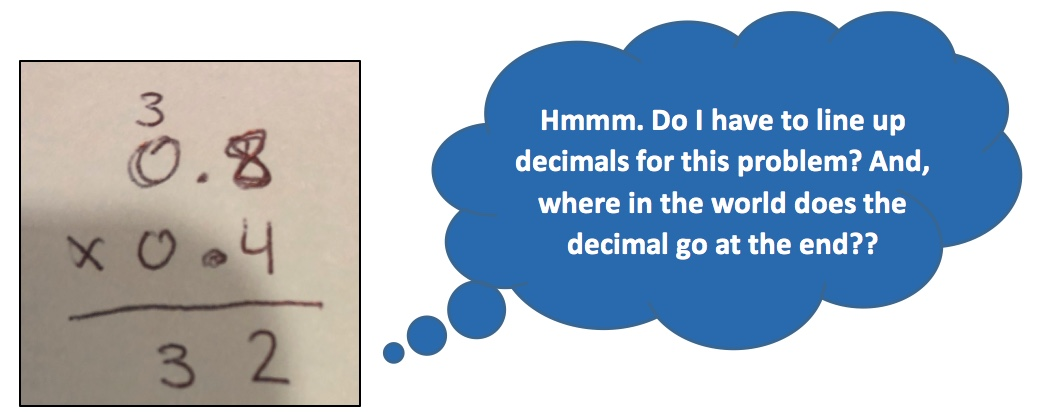 3
0.8
x 0.4
3 2
Hmmm. Do I have to line up
decimals for this problem? And,
where in the world does the
decimal go at the end??